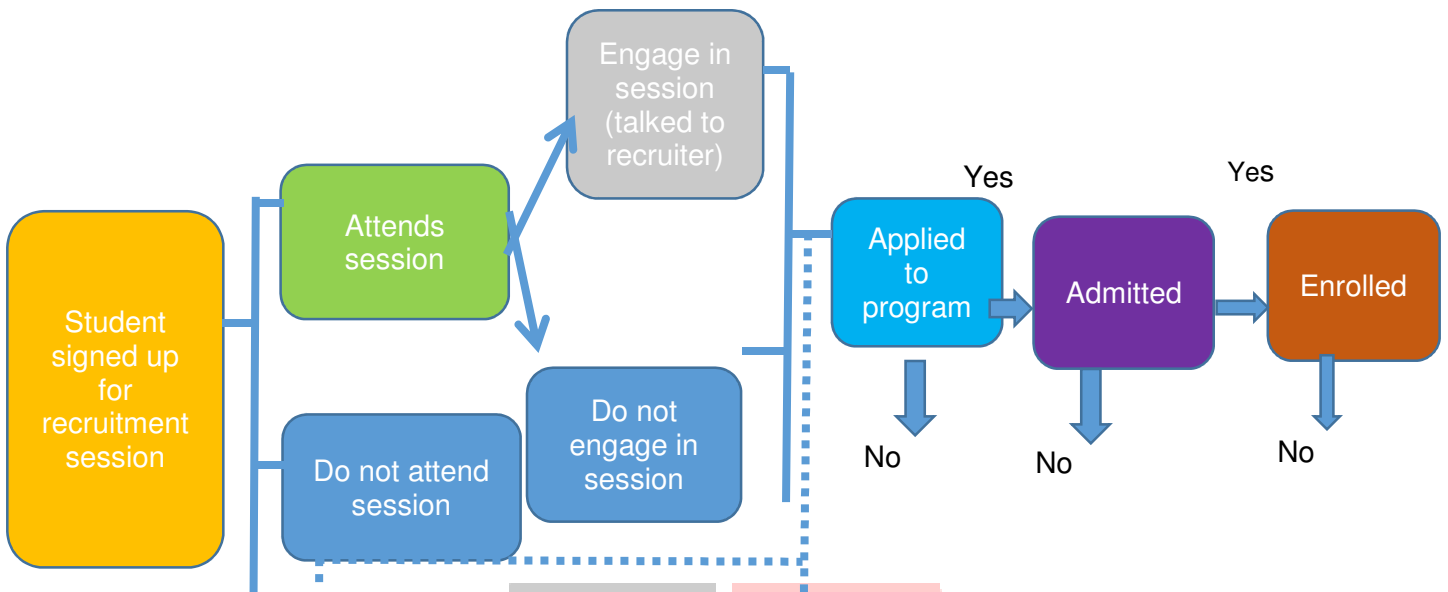 Student
signed up
for
recruitment
session
Attends
session
Do not attend
session
Engage in
session
(talked to
recruiter)
Do not
engage in
session
Applied
to
program
Yes
No
Admitted
Yes
No
Enrolled
No